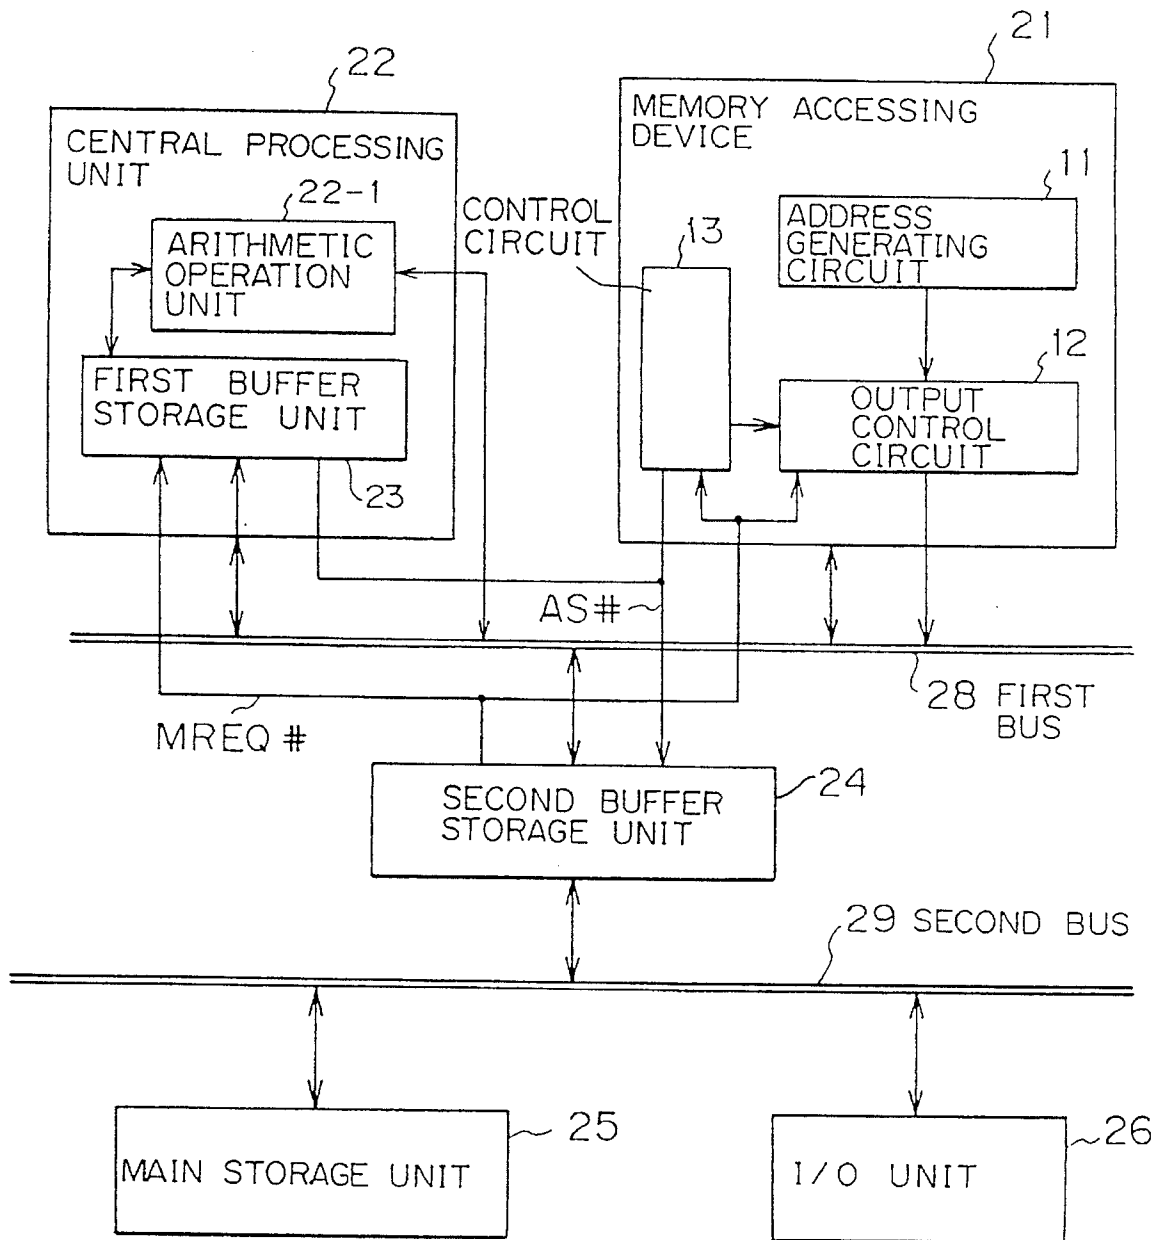 21
22
MEMORY ACCESSING
DEVICE
CENTRAL PROCESSING
UNIT
22-1
CONTROL
CIRCUIT
13
11
ADDRESS
GENERATING
CIRCUIT
ARITHMETIC
OPERATION
UNIT
12
FIRST BUFFER
STORAGE UNIT
OUTPUT
CONTROL
CIRCUIT
23
AS#
MREQ #
28 FIRST
BUS
24
SECOND BUFFER
STORAGE UNIT
29 SECOND BUS
25
MAIN STORAGE UNIT
26
I/O UNIT